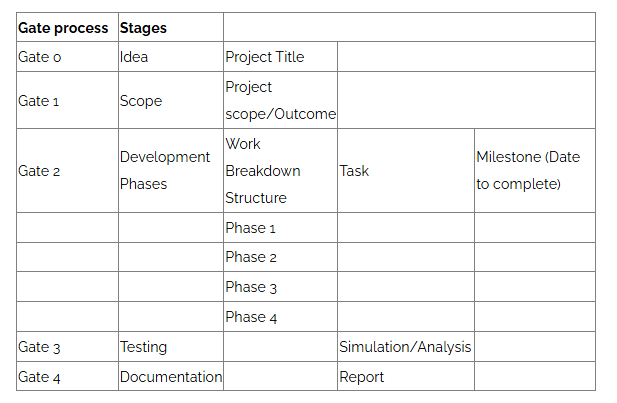 Gate process Stages
Gate 0 Idea Project Title
Gate 1 Scope Project scope/Outcome
Gate 2 Development Phases Work Breakdown Structure Task Milestone (Date to complete)
Phase 1
Phase 2
Phase 3
Phase 4
Gate 3 Testing Simulation/Analysis
Gate 4 Documentation Report